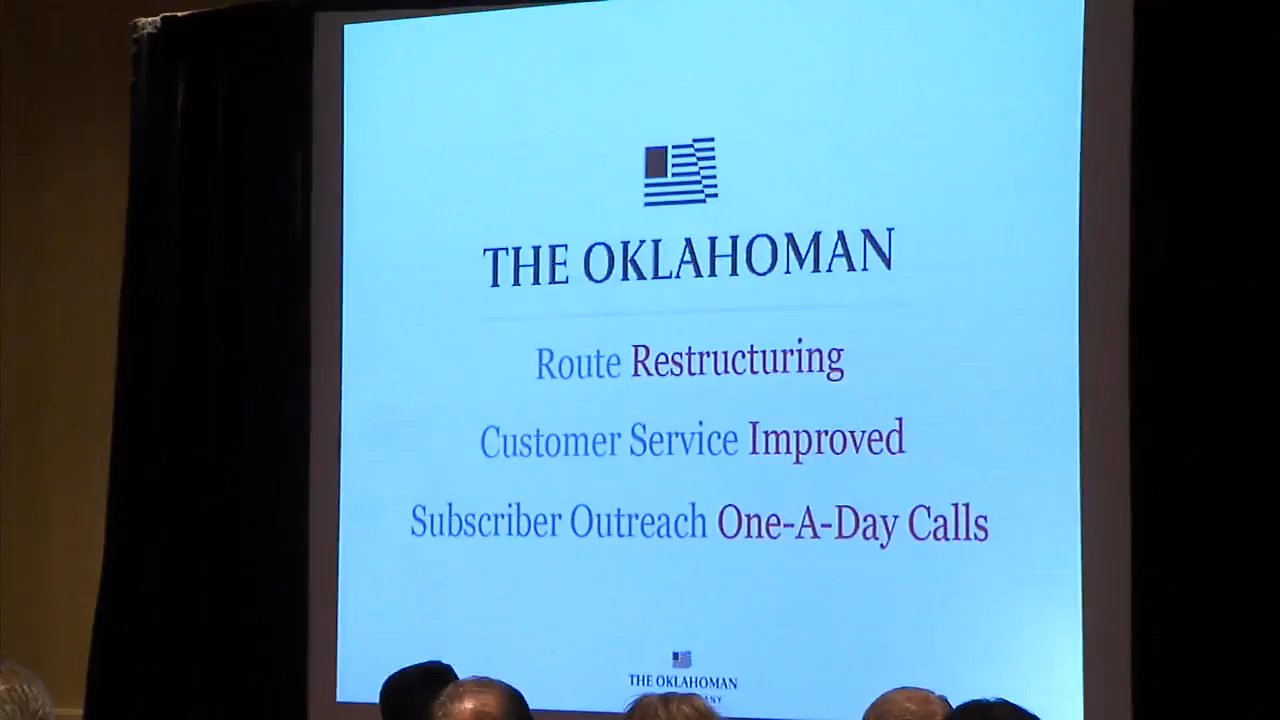 THE OKLAHOMAN
Route Restructuring
Customer Service Improved
Subscriber Outreach One-A-Day Calls
THE OKLAHOMAN